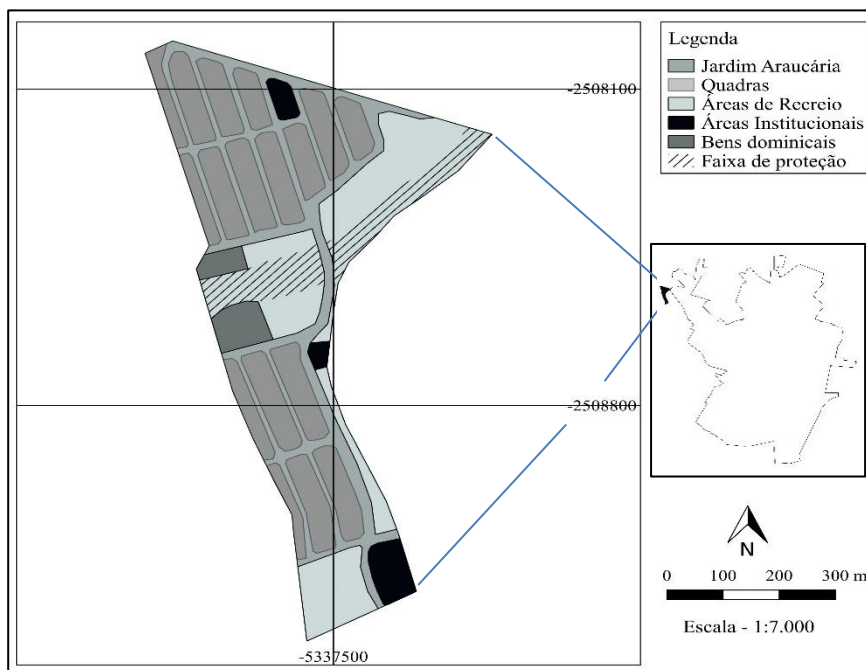 Legenda
Jardim Araucária
Quadras
Áreas de Recreio
Áreas Institucionais
Bens dominicais
Faixa de proteção
-2508100
-2508800
-5337500
N
0 100 200 300 m
Escala - 1:7.000